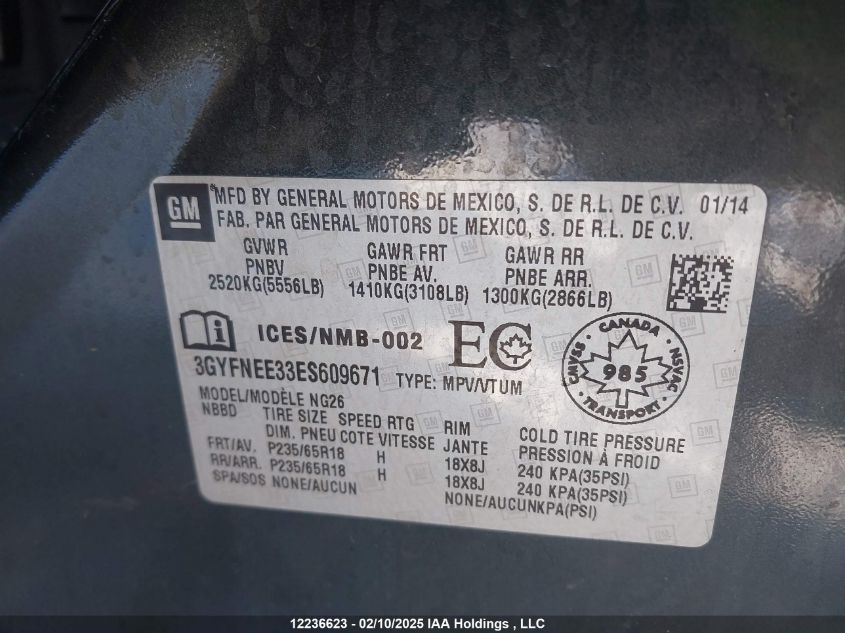 GM
MFD BY GENERAL MOTORS DE MEXICO, S. DE R.L. DE C.V. 01/14
FAB. PAR GENERAL MOTORS DE MEXICO, S. DE R.L. DE C.V.
GVWR GAWR FRT GAWR RR
PNBV PNBE AV. PNBE ARR.
2520KG(5556LB) 1410KG(3108LB) 1300KG(2866LB)
ICES/NMB-002 EC
CANADA
CMVSS 985 NSVAC
TRANSPORT
3GYFNEE33ES609671 TYPE: MPV/VTUM
MODEL/MODÈLE NG26
NBBD TIRE SIZE SPEED RTG RIM COLD TIRE PRESSURE
DIM. PNEU COTE VITESSE JANTE PRESSION À FROID
FRT/AV. P235/65R18 H 18X8J 240 KPA(35PSI)
RR/ARR. P235/65R18 H 18X8J 240 KPA(35PSI)
SPA/SOS NONE/AUCUN NONE/AUCUNKPA(PSI)
12236623 - 02/10/2025 IAA Holdings , LLC